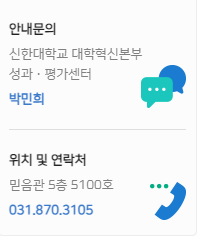 안내문의
신한대학교 대학혁신본부
성과 · 평가센터
박민희
위치 및 연락처
믿음관 5층 5100호
031.870.3105